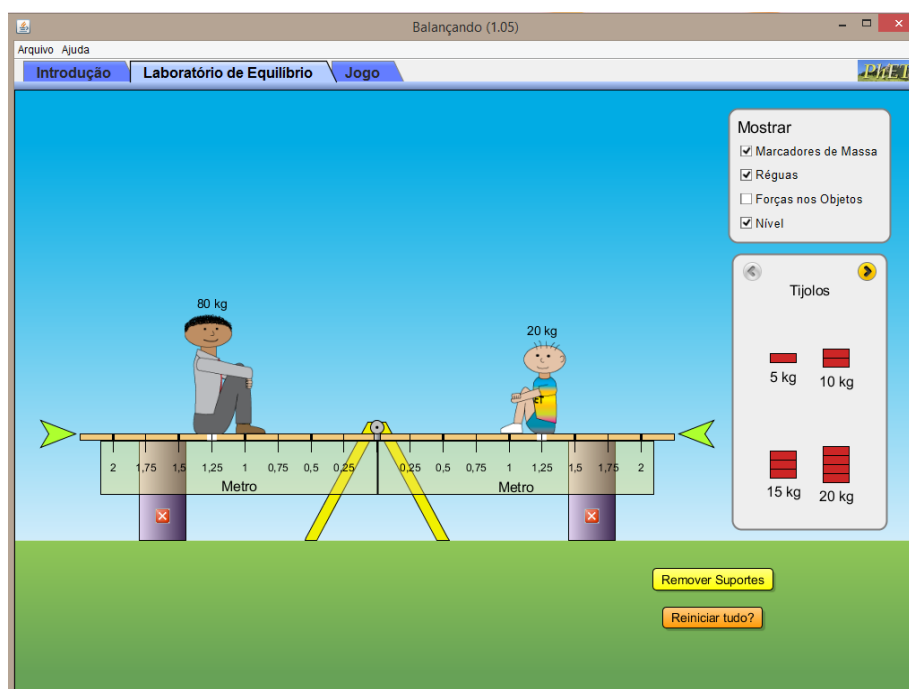 Balançando (1.05)
Arquivo Ajuda
Introdução Laboratório de Equilíbrio Jogo
PhET
Mostrar
Marcadores de Massa
Réguas
Forças nos Objetos
Nível
Tijolos
5 kg 10 kg
15 kg 20 kg
80 kg
20 kg
2 1,75 1,5 1,25 1 0,75 0,5 0,25 0,25 0,5 0,75 1 1,25 1,5 1,75 2
Metro Metro
Remover Suportes
Reiniciar tudo?